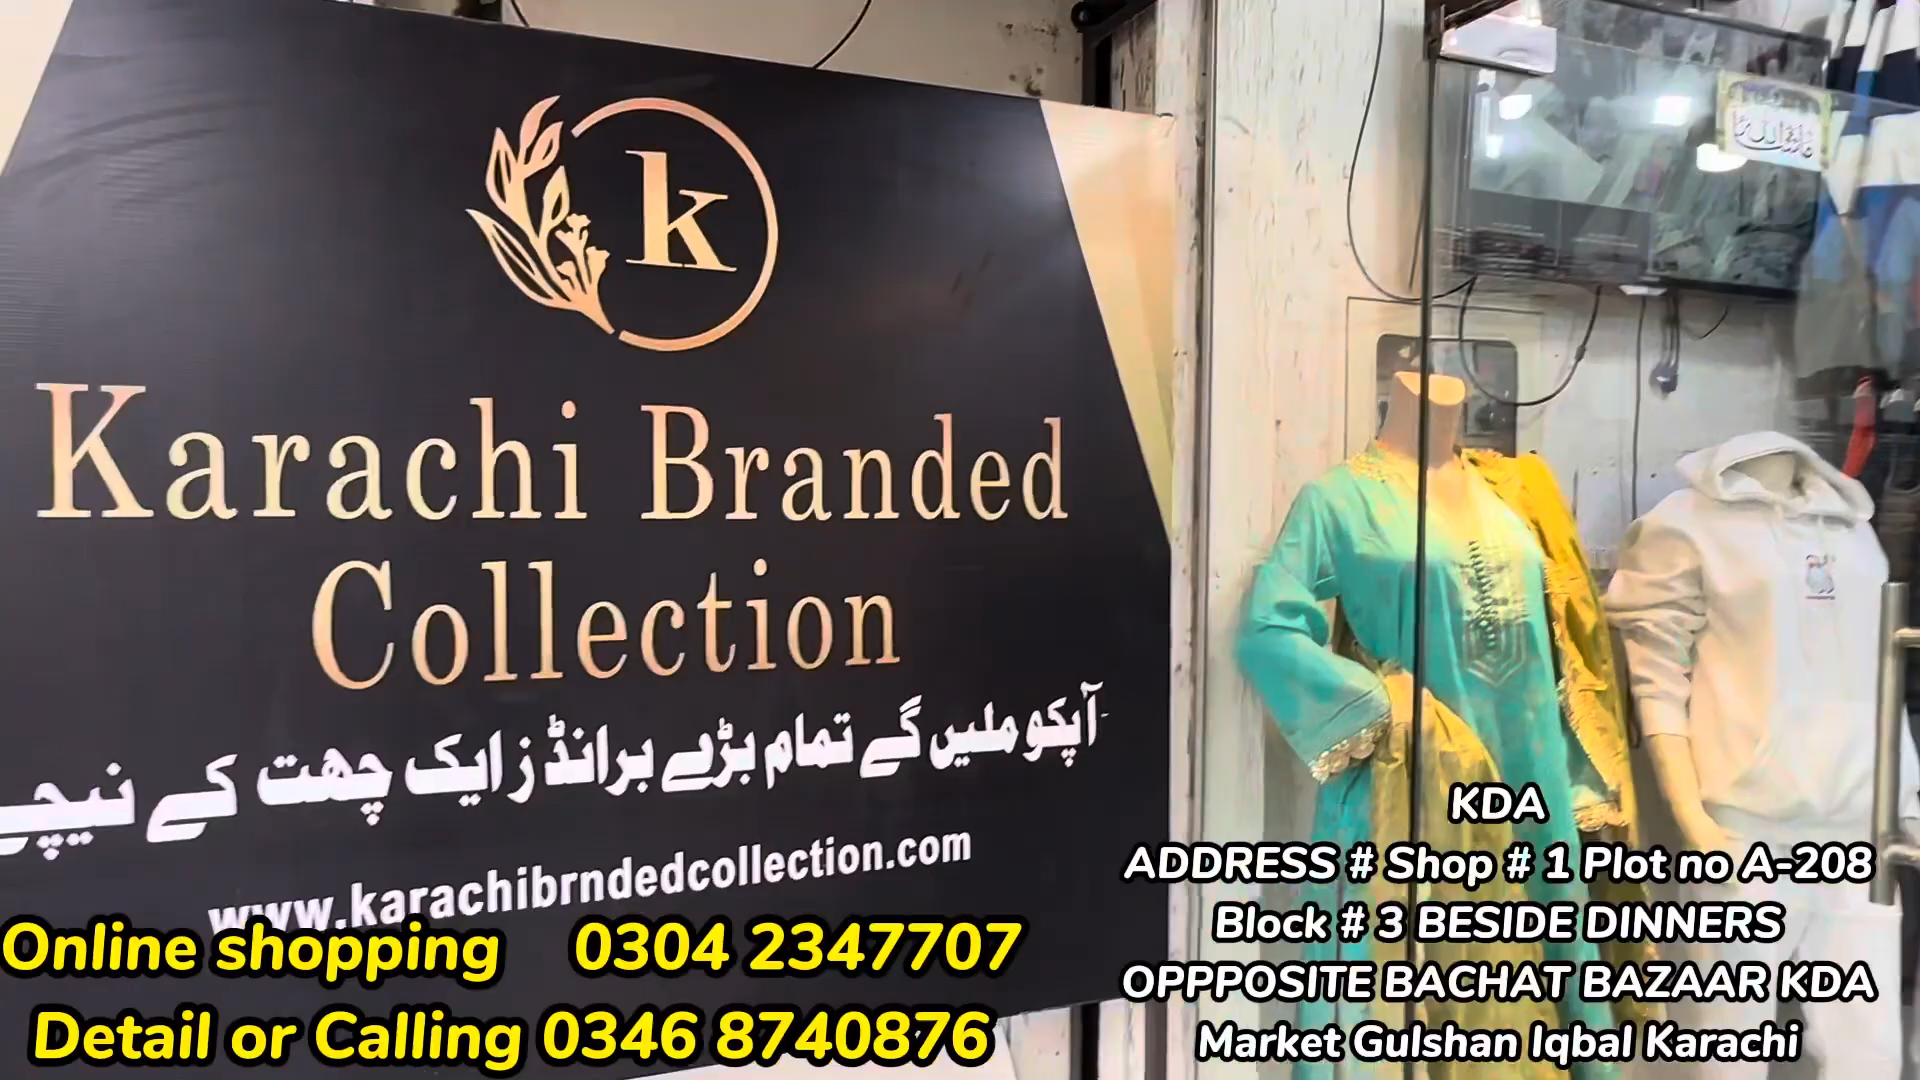 k
Karachi Branded
Collection
آپکو ملیں گے تمام بڑے برانڈز ایک چھت کے نیچے
www.karachibrndedcollection.com
Online shopping 0304 2347707
Detail or Calling 0346 8740876
KDA
ADDRESS # Shop # 1 Plot no A-208
Block # 3 BESIDE DINNERS
OPPPOSITE BACHAT BAZAAR KDA
Market Gulshan Iqbal Karachi